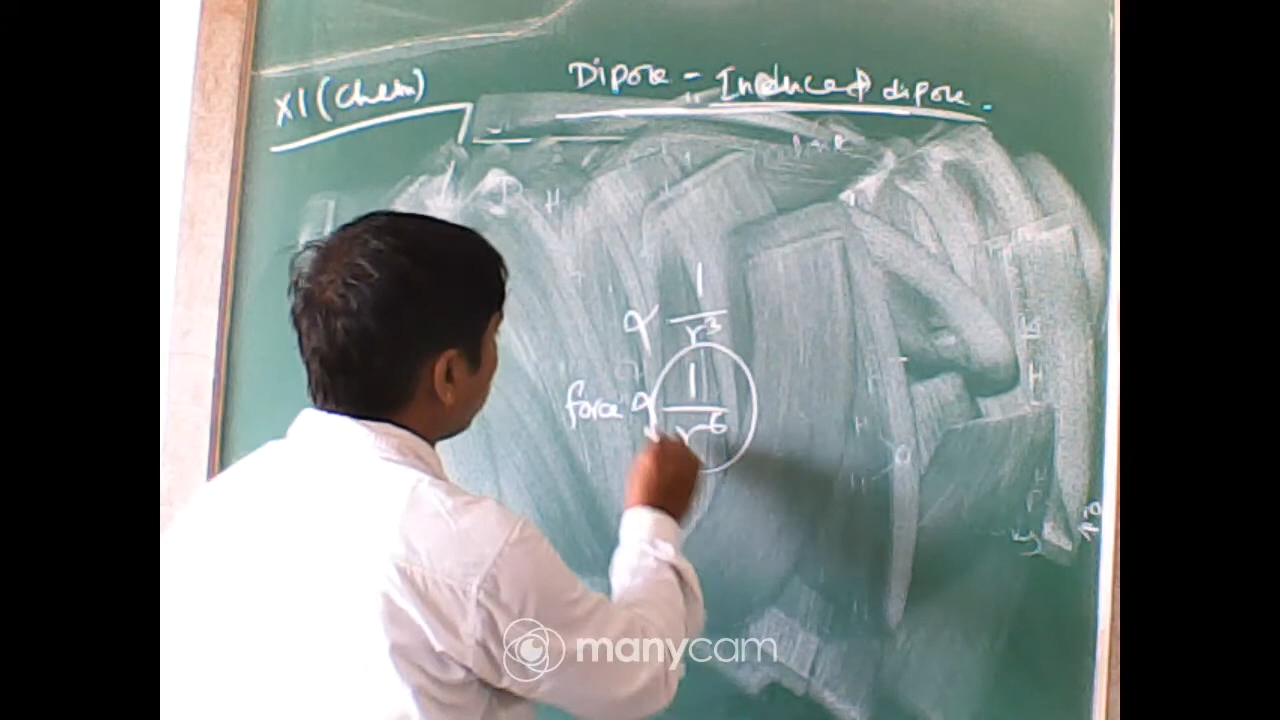 XI (Chem)
Dipole - Induced dipole.
α 1/r³
force α 1/r⁶
manycam